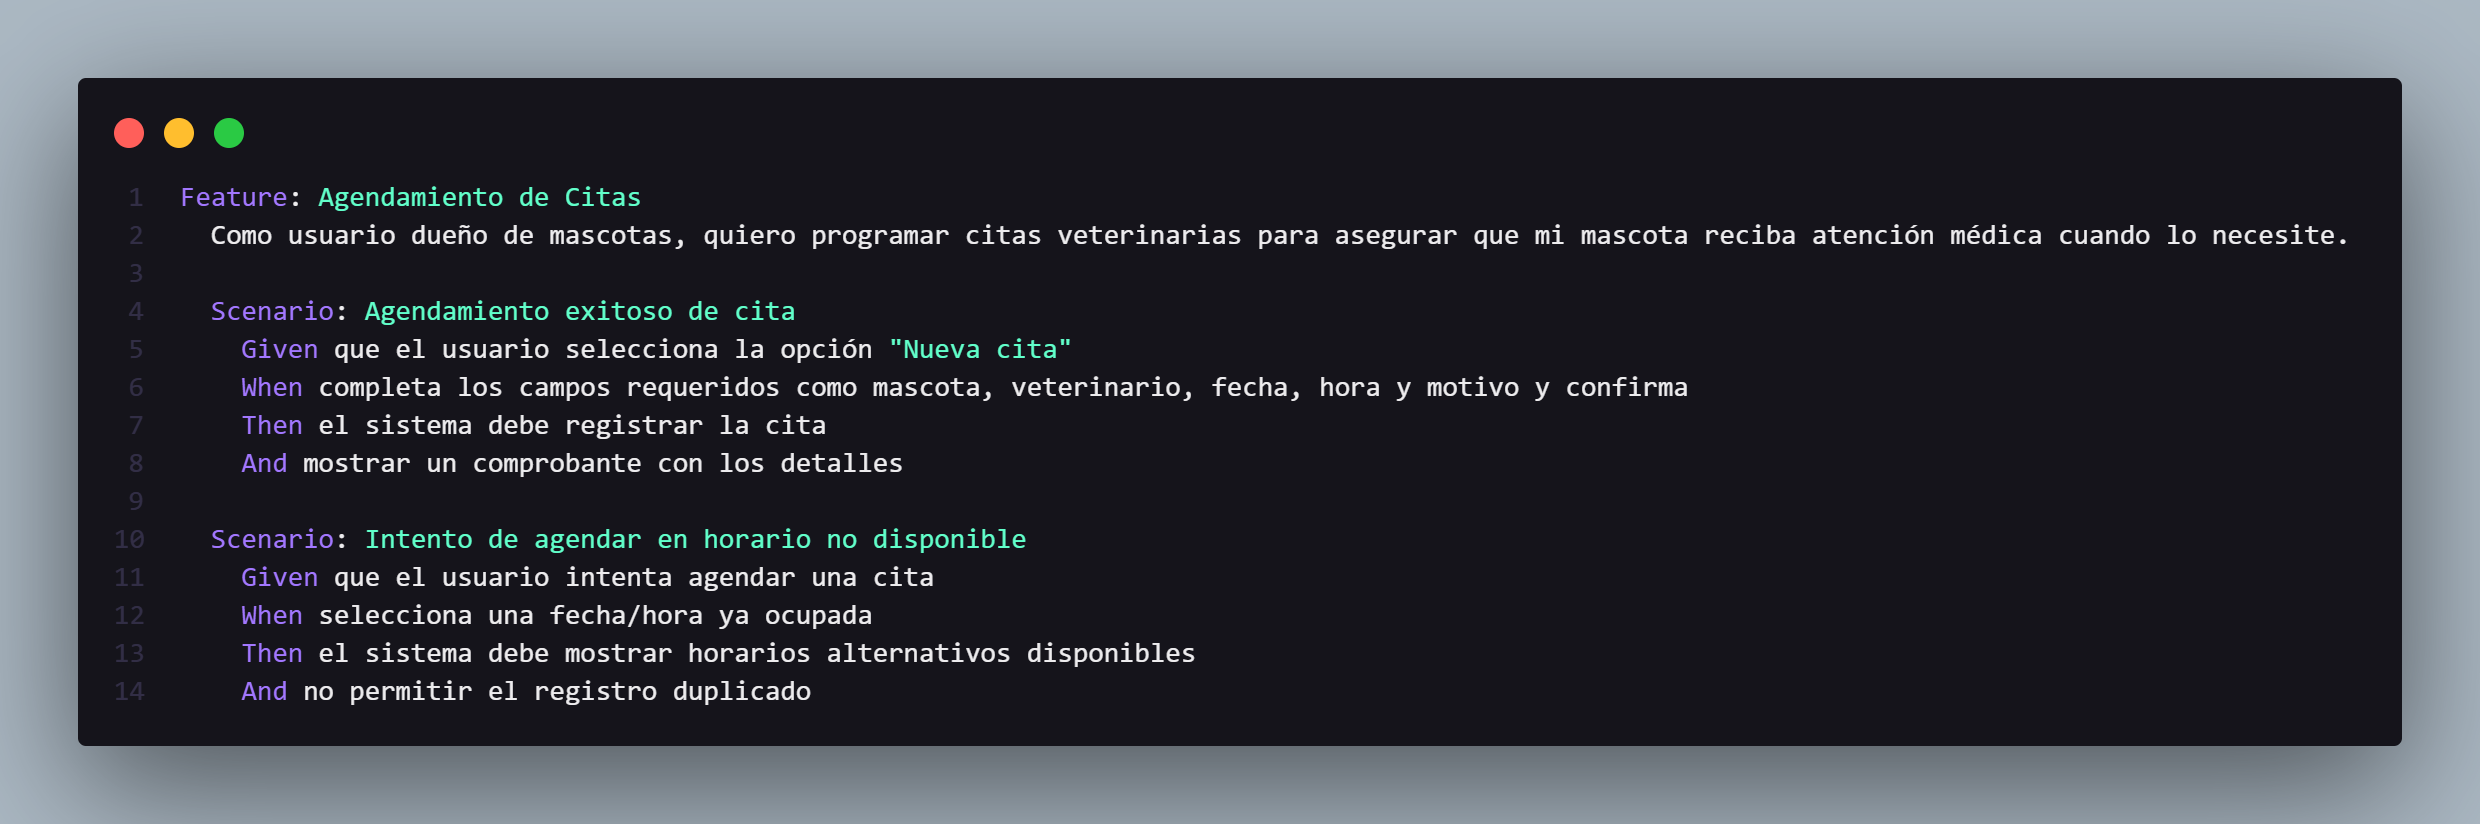 1 Feature: Agendamiento de Citas
2 Como usuario dueño de mascotas, quiero programar citas veterinarias para asegurar que mi mascota reciba atención médica cuando lo necesite.
3
4 Scenario: Agendamiento exitoso de cita
5 Given que el usuario selecciona la opción "Nueva cita"
6 When completa los campos requeridos como mascota, veterinario, fecha, hora y motivo y confirma
7 Then el sistema debe registrar la cita
8 And mostrar un comprobante con los detalles
9
10 Scenario: Intento de agendar en horario no disponible
11 Given que el usuario intenta agendar una cita
12 When selecciona una fecha/hora ya ocupada
13 Then el sistema debe mostrar horarios alternativos disponibles
14 And no permitir el registro duplicado